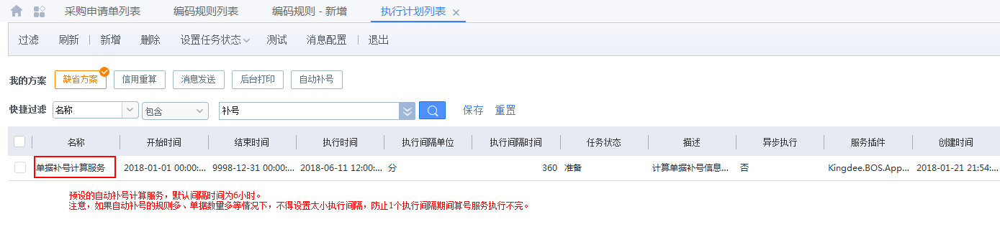 采购申请单列表 编码规则列表 编码规则 - 新增 执行计划列表
过滤 刷新 新增 删除 设置任务状态 测试 消息配置 退出
我的方案 缺省方案 信用重算 消息发送 后台打印 自动补号
快捷过滤 名称 包含 补号 保存 重置
名称 开始时间 结束时间 执行时间 执行间隔单位 执行间隔时间 任务状态 描述 异步执行 服务插件 创建时间
单据补号计算服务 2018-01-01 00:00:... 9998-12-31 00:00:... 2018-06-11 12:00:... 分 360 准备 计算单据补号信息... 否 Kingdee.BOS.App... 2018-01-21 21:54:...
预设的自动补号计算服务，默认间隔时间为6小时。
注意，如果自动补号的规则多、单据数量多等情况下，不得设置太小执行间隔，防止1个执行间隔期间算号服务执行不完。